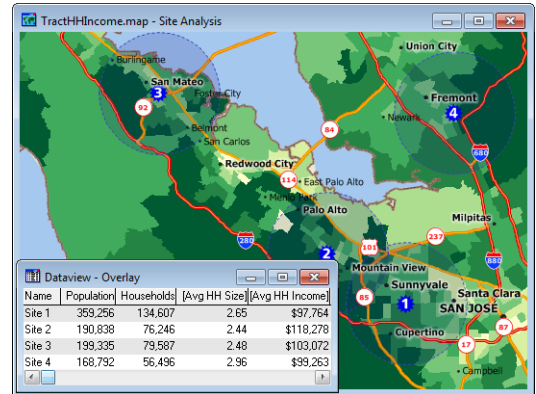 TractHHIncome.map - Site Analysis
Union City
Burlingame
San Mateo
Foster City
3
92
Fremont
4
Newark
Belmont
San Carlos
84
Redwood City
680
114
East Palo Alto
Menlo Park
Palo Alto
Milpitas
280
237
101
2
880
Mountain View
Sunnyvale
85
1
Santa Clara
SAN JOSE
87
Cupertino
17
Campbell
Dataview - Overlay
Name Population Households [Avg HH Size] [Avg HH Income]
Site 1 359,256 134,607 2.65 $97,764
Site 2 190,838 76,246 2.44 $118,278
Site 3 199,335 79,587 2.48 $103,072
Site 4 168,792 56,496 2.96 $99,263